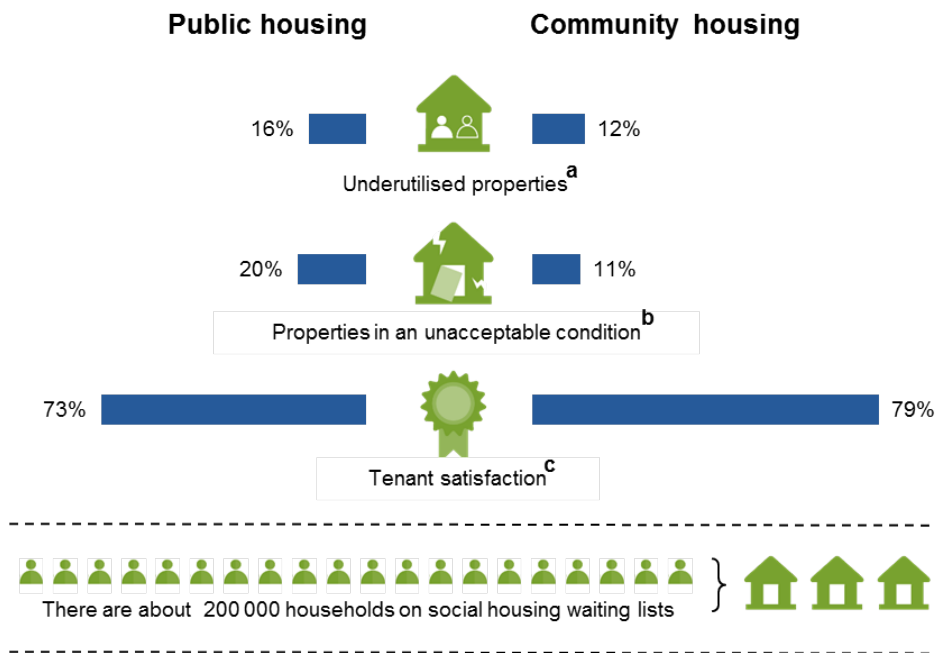 Public housing Community housing
16% 12%
Underutilised properties a
20% 11%
Properties in an unacceptable condition b
73% 79%
Tenant satisfaction c
There are about 200 000 households on social housing waiting lists